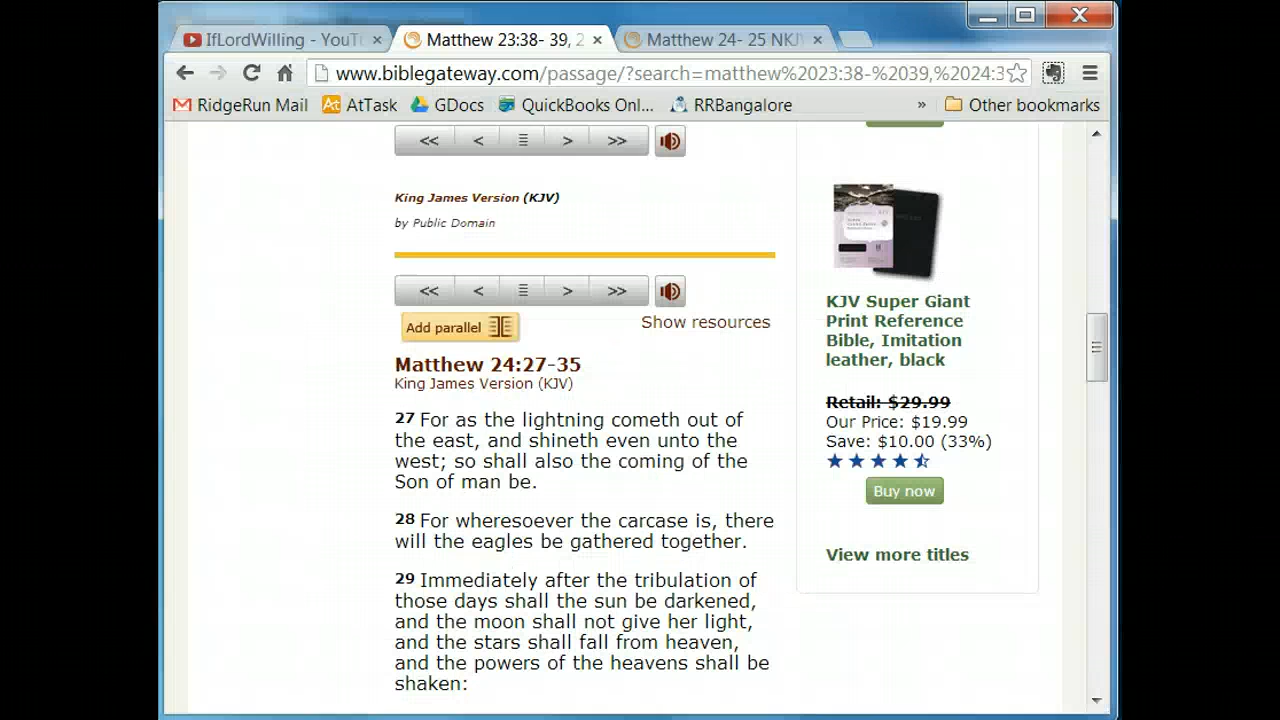 IfLordWilling - YouT
Matthew 23:38- 39, 2
Matthew 24- 25 NKJV
www.biblegateway.com/passage/?search=matthew%2023:38-%2039,%2024:3
RidgeRun Mail
AtTask
GDocs
QuickBooks Onl...
RRBangalore
»
Other bookmarks
<< < ≣ > >>
King James Version (KJV)
by Public Domain
<< < ≣ > >>
Add parallel
Show resources
Matthew 24:27-35
King James Version (KJV)
27 For as the lightning cometh out of
the east, and shineth even unto the
west; so shall also the coming of the
Son of man be.
28 For wheresoever the carcase is, there
will the eagles be gathered together.
29 Immediately after the tribulation of
those days shall the sun be darkened,
and the moon shall not give her light,
and the stars shall fall from heaven,
and the powers of the heavens shall be
shaken:
KJV Super Giant
Print Reference
Bible, Imitation
leather, black
Retail: $29.99
Our Price: $19.99
Save: $10.00 (33%)
Buy now
View more titles